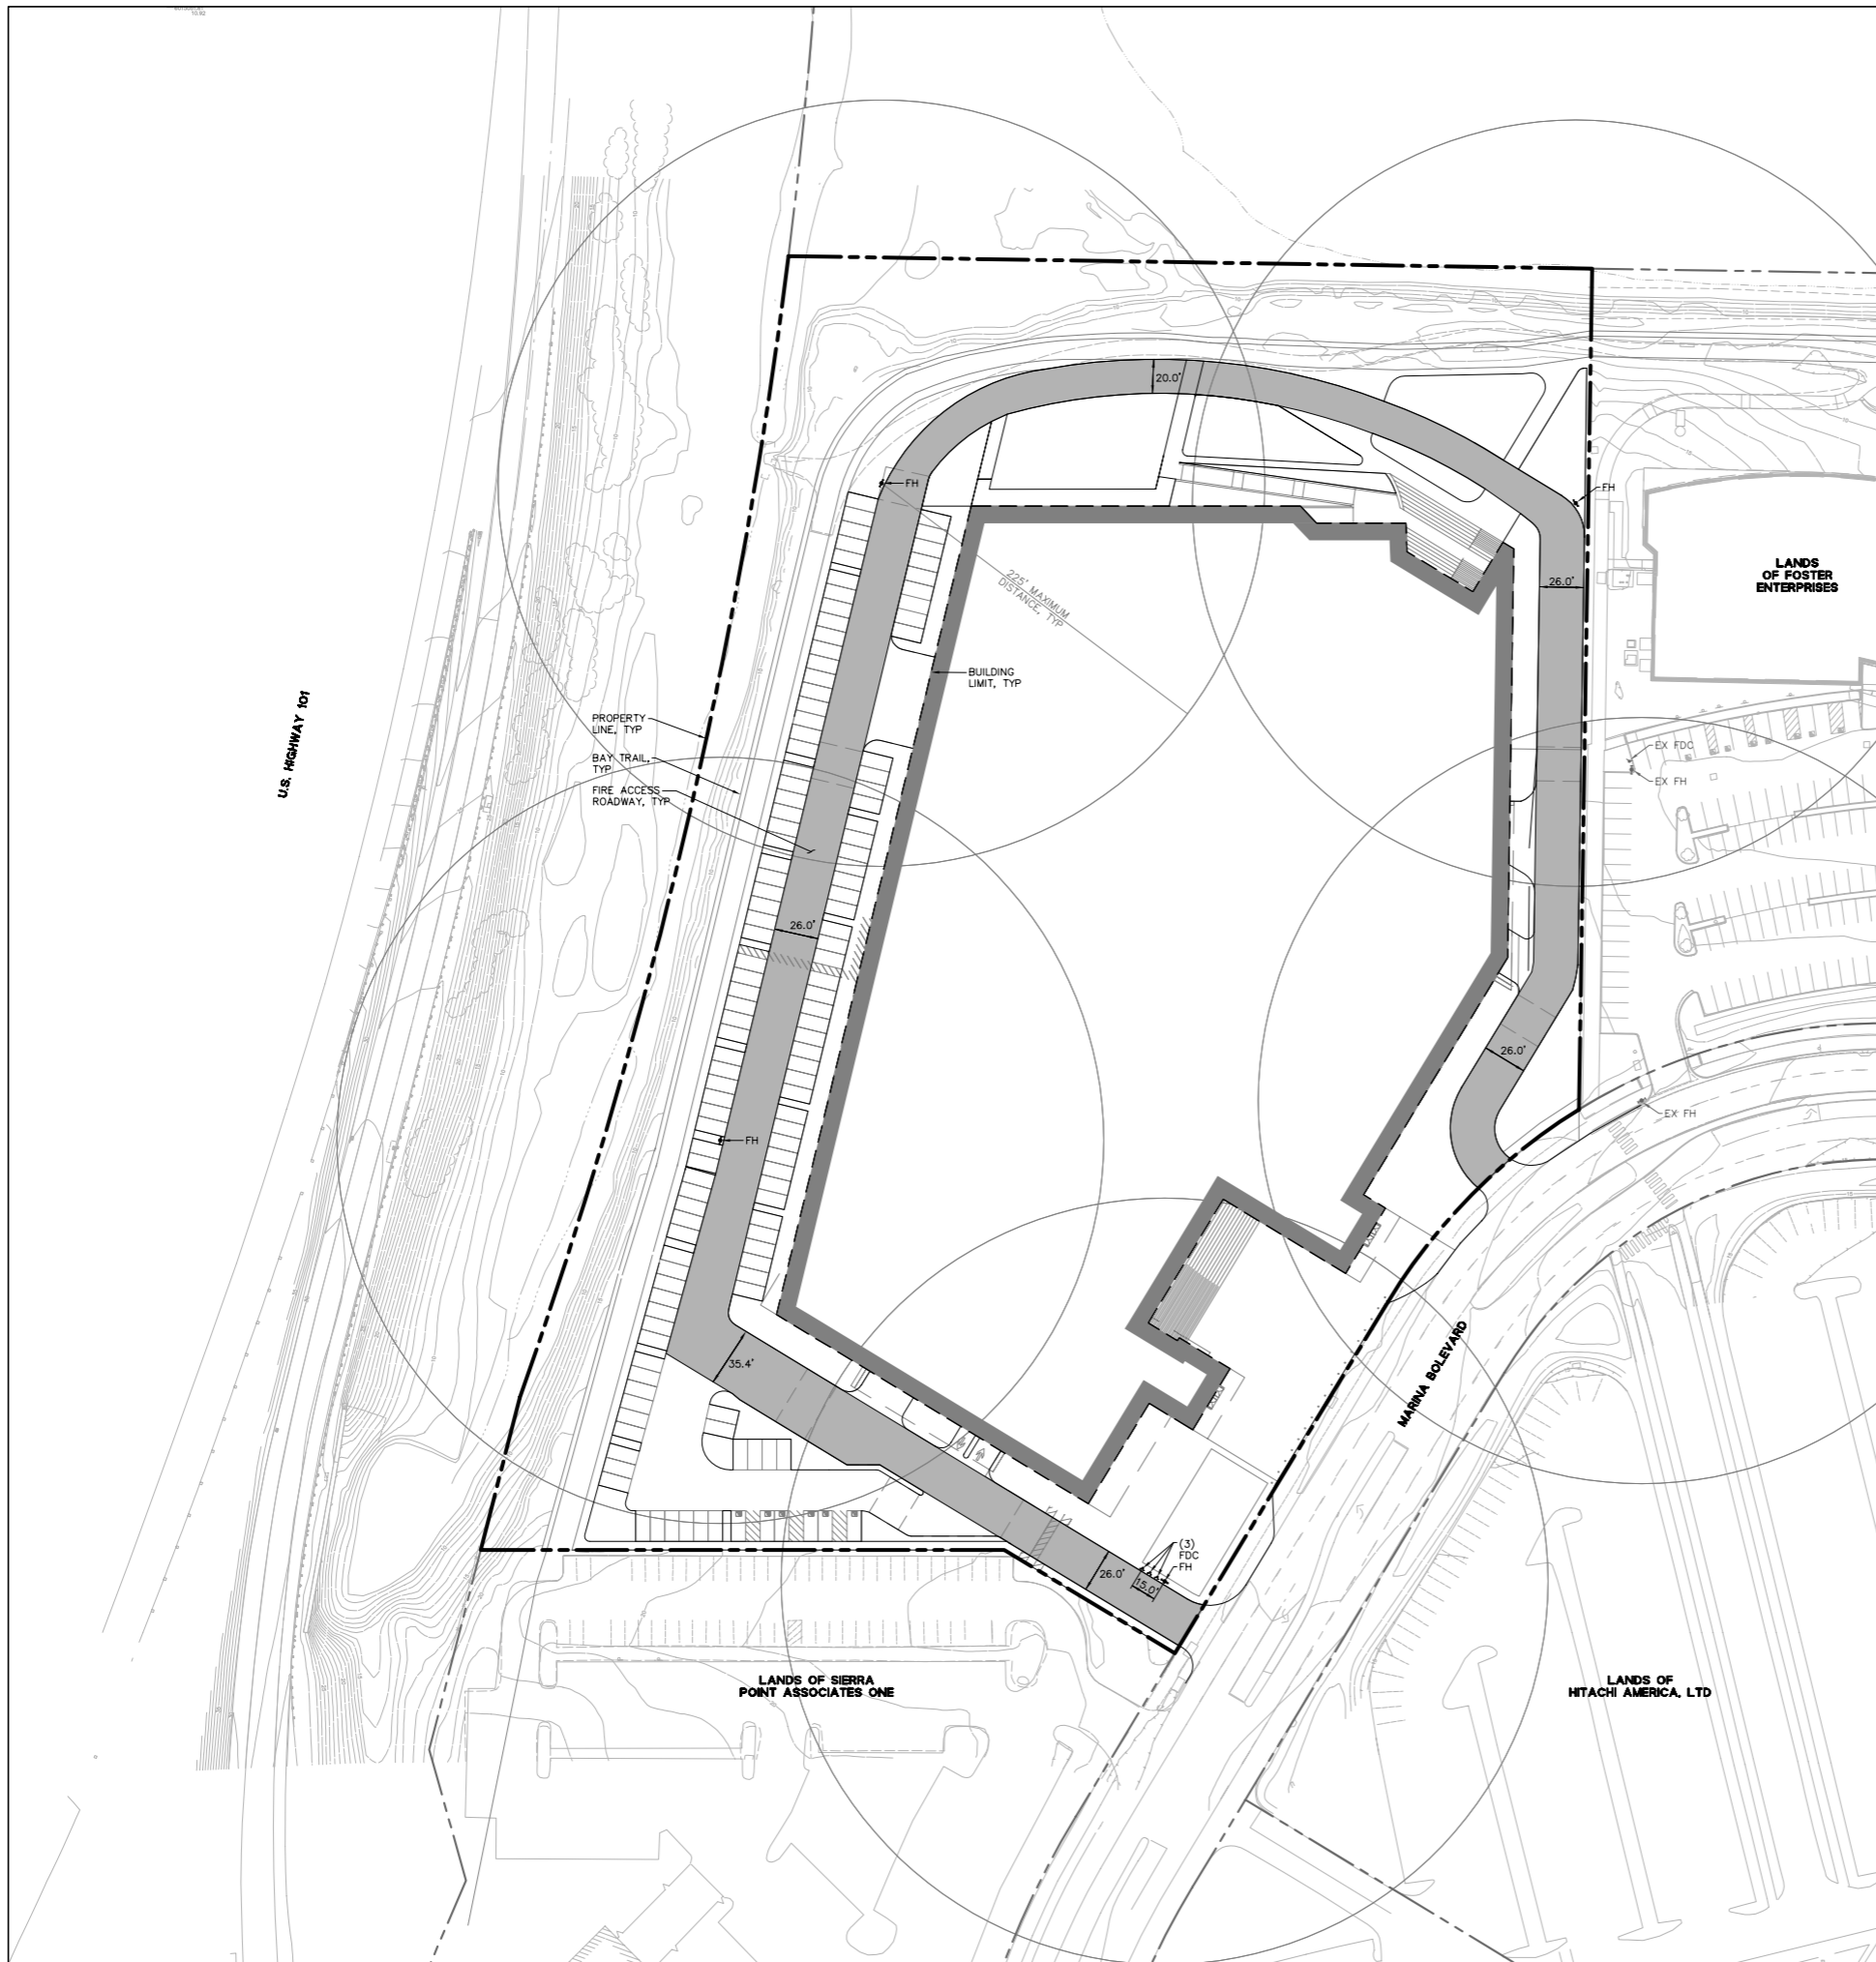 10.92
20.0'
FH
FH
225' MAXIMUM
DISTANCE, TYP
26.0'
LANDS
OF FOSTER
ENTERPRISES
BUILDING
LIMIT, TYP
U.S. HIGHWAY 101
PROPERTY
LINE, TYP
BAY TRAIL,
TYP
FIRE ACCESS
ROADWAY, TYP
EX FDC
EX FH
26.0'
26.0'
EX FH
FH
35.4'
MARINA BOLEVARD
(3)
FDC
FH
26.0'
15.0'
LANDS OF SIERRA
POINT ASSOCIATES ONE
LANDS OF
HITACHI AMERICA, LTD